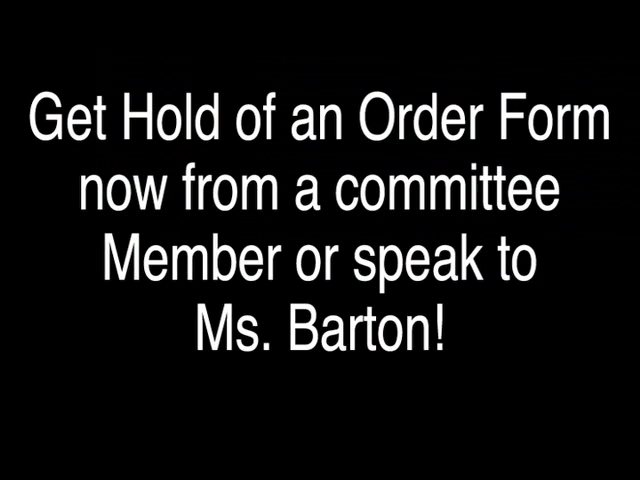 Get Hold of an Order Form
now from a committee
Member or speak to
Ms. Barton!